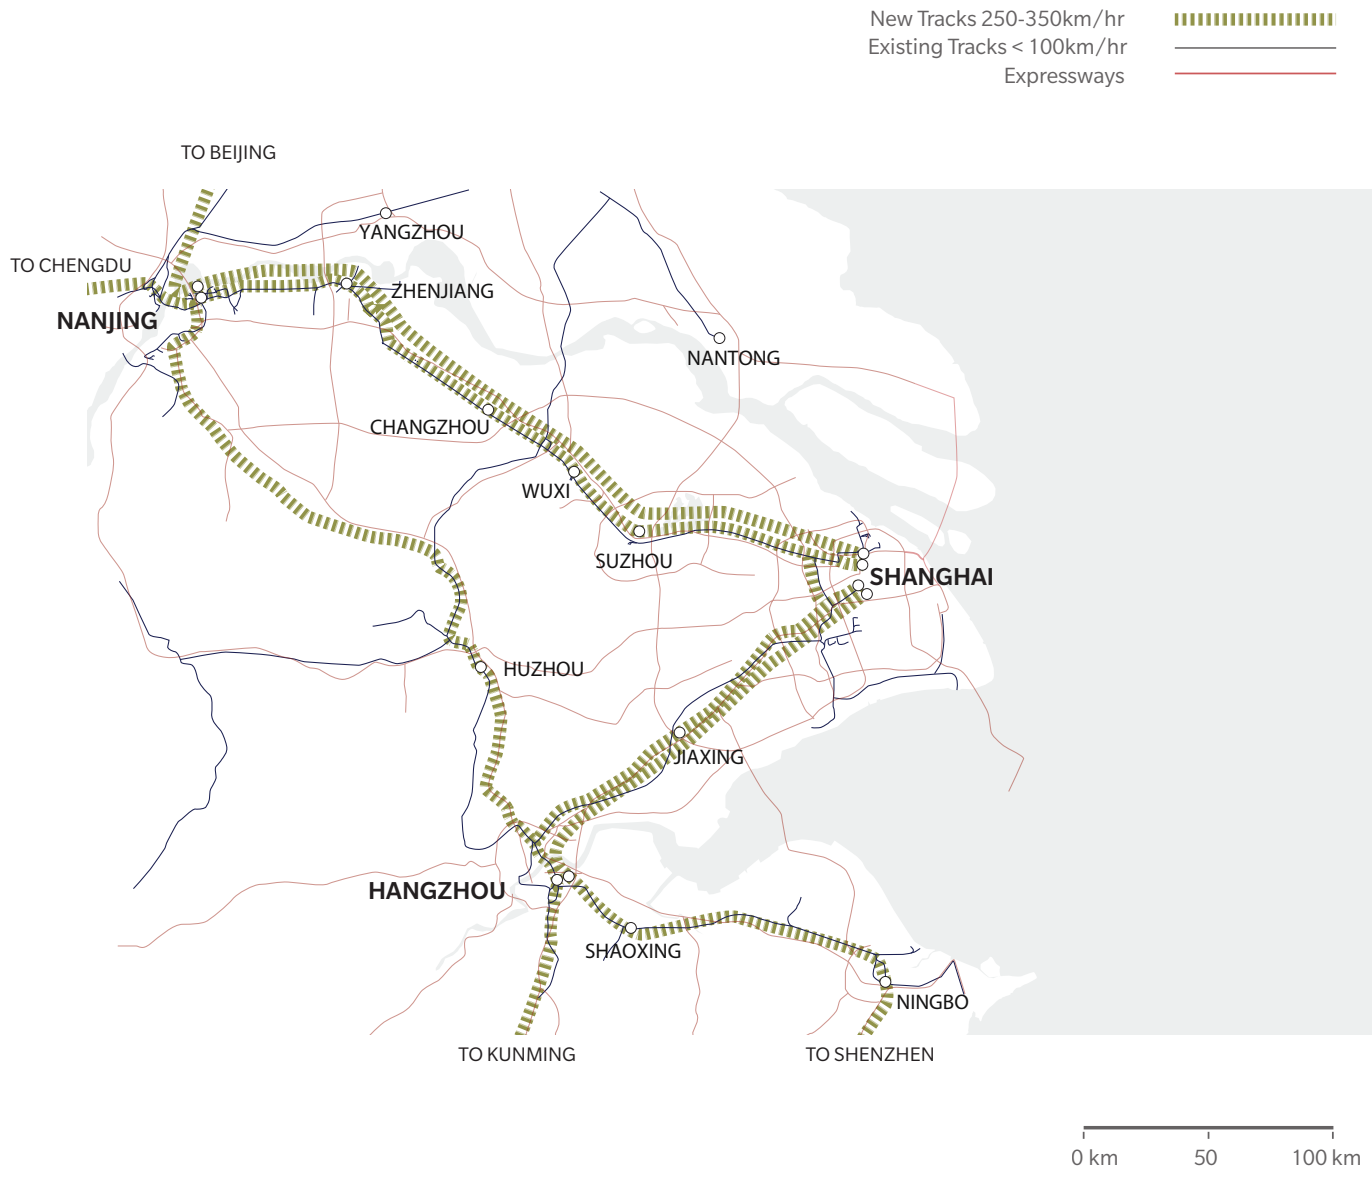 New Tracks 250-350km/hr
Existing Tracks < 100km/hr
Expressways
TO BEIJING
YANGZHOU
TO CHENGDU
ZHENJIANG
NANJING
NANTONG
CHANGZHOU
WUXI
SUZHOU
SHANGHAI
HUZHOU
JIAXING
HANGZHOU
SHAOXING
NINGBO
TO KUNMING
TO SHENZHEN
0 km
50
100 km